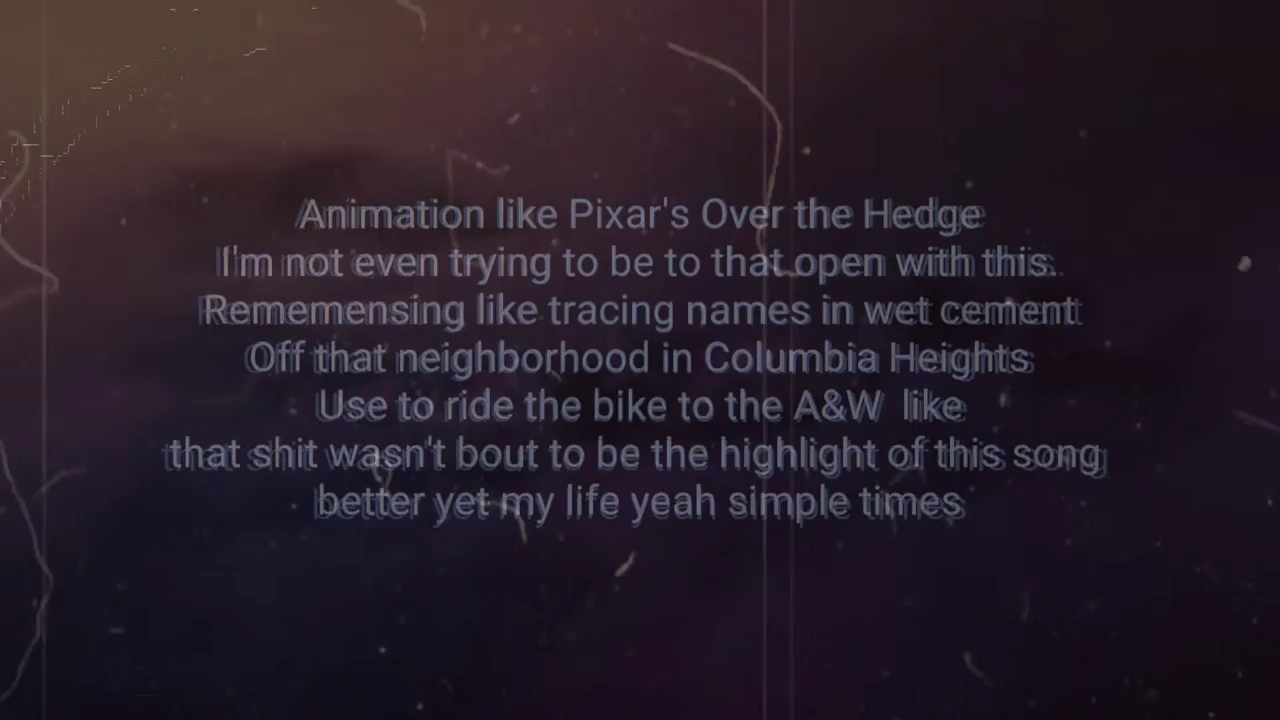 Animation like Pixar's Over the Hedge
I'm not even trying to be to that open with this.
Rememensing like tracing names in wet cement
Off that neighborhood in Columbia Heights
Use to ride the bike to the A&W like
that shit wasn't bout to be the highlight of this song
better yet my life yeah simple times